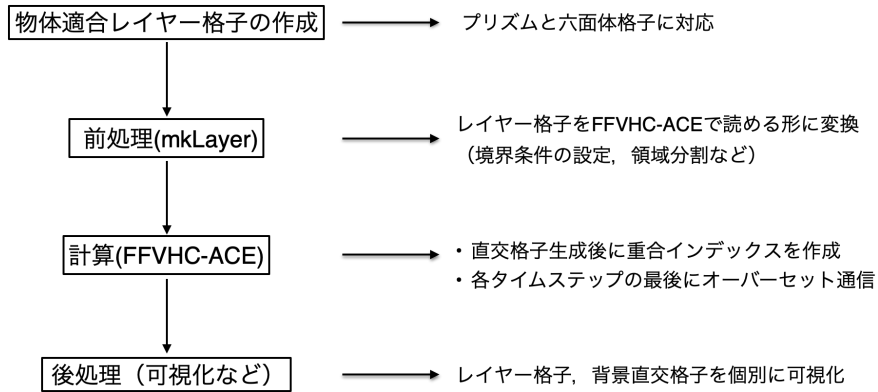 物体適合レイヤー格子の作成
プリズムと六面体格子に対応
前処理(mkLayer)
レイヤー格子をFFVHC-ACEで読める形に変換
（境界条件の設定，領域分割など）
計算(FFVHC-ACE)
・直交格子生成後に重合インデックスを作成
・各タイムステップの最後にオーバーセット通信
後処理（可視化など）
レイヤー格子，背景直交格子を個別に可視化